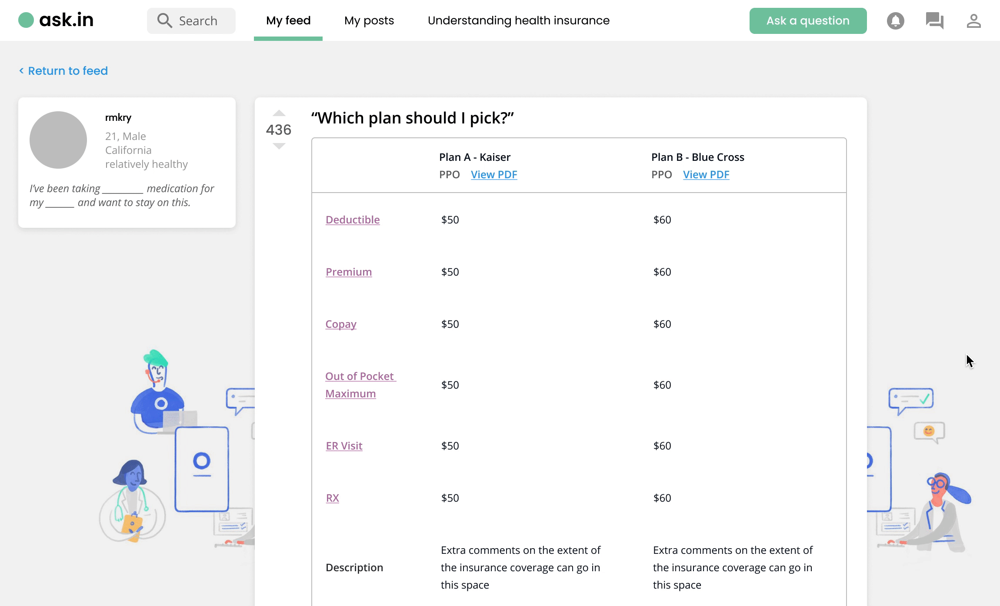 ask.in
Search
My feed
My posts
Understanding health insurance
Ask a question
< Return to feed
rmkry
21, Male
California
relatively healthy
I’ve been taking _________ medication for
my ______ and want to stay on this.
436
“Which plan should I pick?”
Plan A - Kaiser
PPO View PDF
Plan B - Blue Cross
PPO View PDF
Deductible $50 $60
Premium $50 $60
Copay $50 $60
Out of Pocket
Maximum
$50 $60
ER Visit $50 $60
RX $50 $60
Description
Extra comments on the extent of
the insurance coverage can go in
this space
Extra comments on the extent of
the insurance coverage can go in
this space